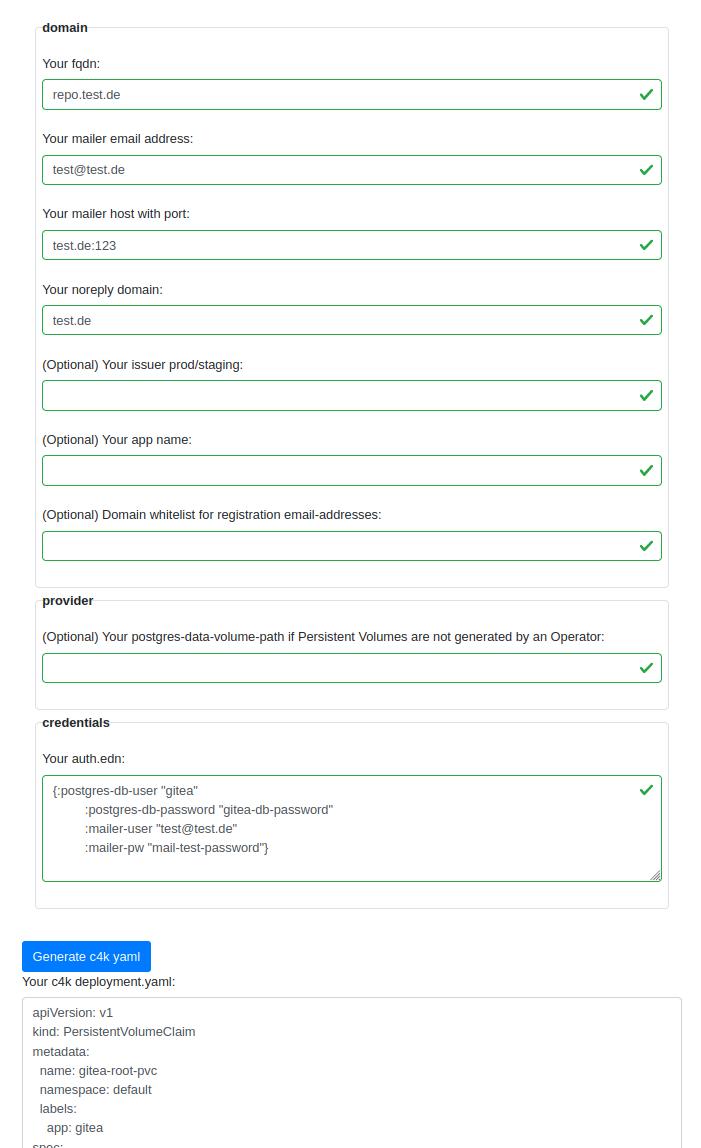 domain
Your fqdn:
repo.test.de
Your mailer email address:
test@test.de
Your mailer host with port:
test.de:123
Your noreply domain:
test.de
(Optional) Your issuer prod/staging:
(Optional) Your app name:
(Optional) Domain whitelist for registration email-addresses:
provider
(Optional) Your postgres-data-volume-path if Persistent Volumes are not generated by an Operator:
credentials
Your auth.edn:
{:postgres-db-user "gitea"
:postgres-db-password "gitea-db-password"
:mailer-user "test@test.de"
:mailer-pw "mail-test-password"}
Generate c4k yaml
Your c4k deployment.yaml:
apiVersion: v1
kind: PersistentVolumeClaim
metadata:
name: gitea-root-pvc
namespace: default
labels:
app: gitea
spec: